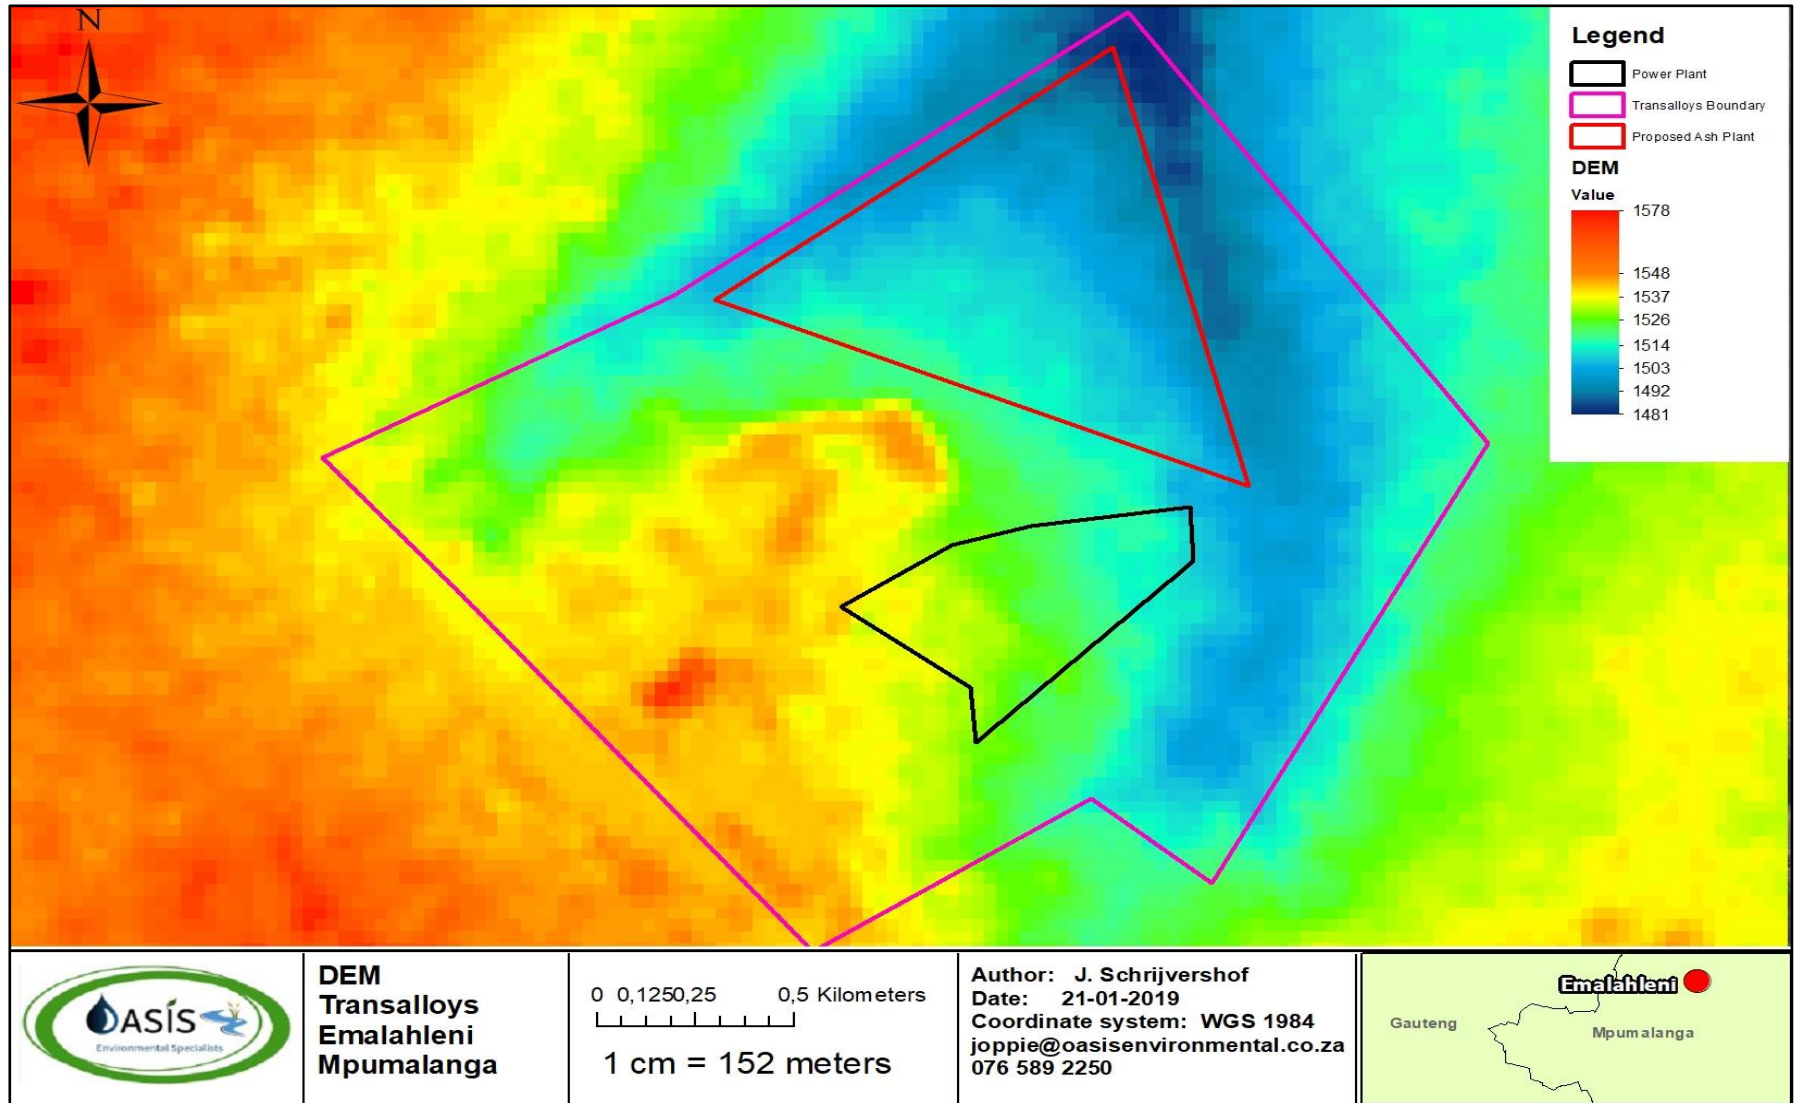 N
Legend
Power Plant
Transalloys Boundary
Proposed Ash Plant
DEM
Value
1578
1548
1537
1526
1514
1503
1492
1481
OASIS
Environmental Specialists
DEM
Transalloys
Emalahleni
Mpumalanga
0 0,1250,25 0,5 Kilometers
1 cm = 152 meters
Author: J. Schrijvershof
Date: 21-01-2019
Coordinate system: WGS 1984
joppie@oasisenvironmental.co.za
076 589 2250
Emalahleni
Gauteng
Mpumalanga